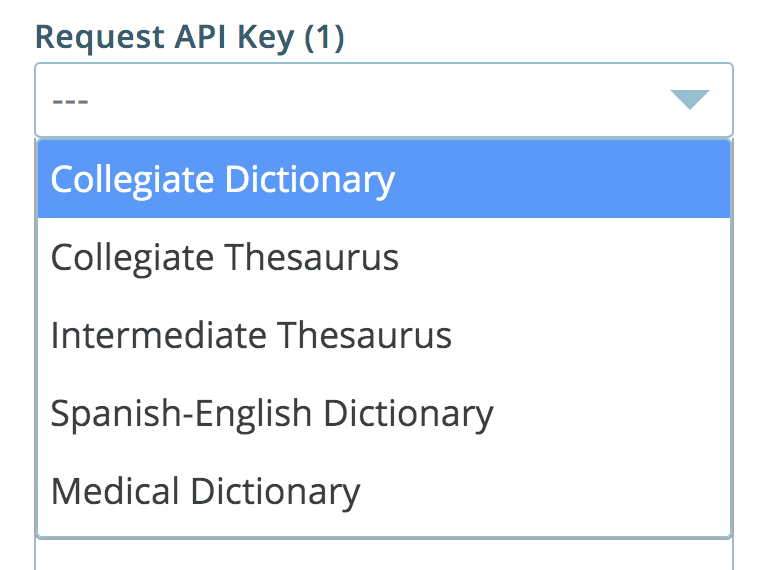 Request API Key (1)
---
Collegiate Dictionary
Collegiate Thesaurus
Intermediate Thesaurus
Spanish-English Dictionary
Medical Dictionary